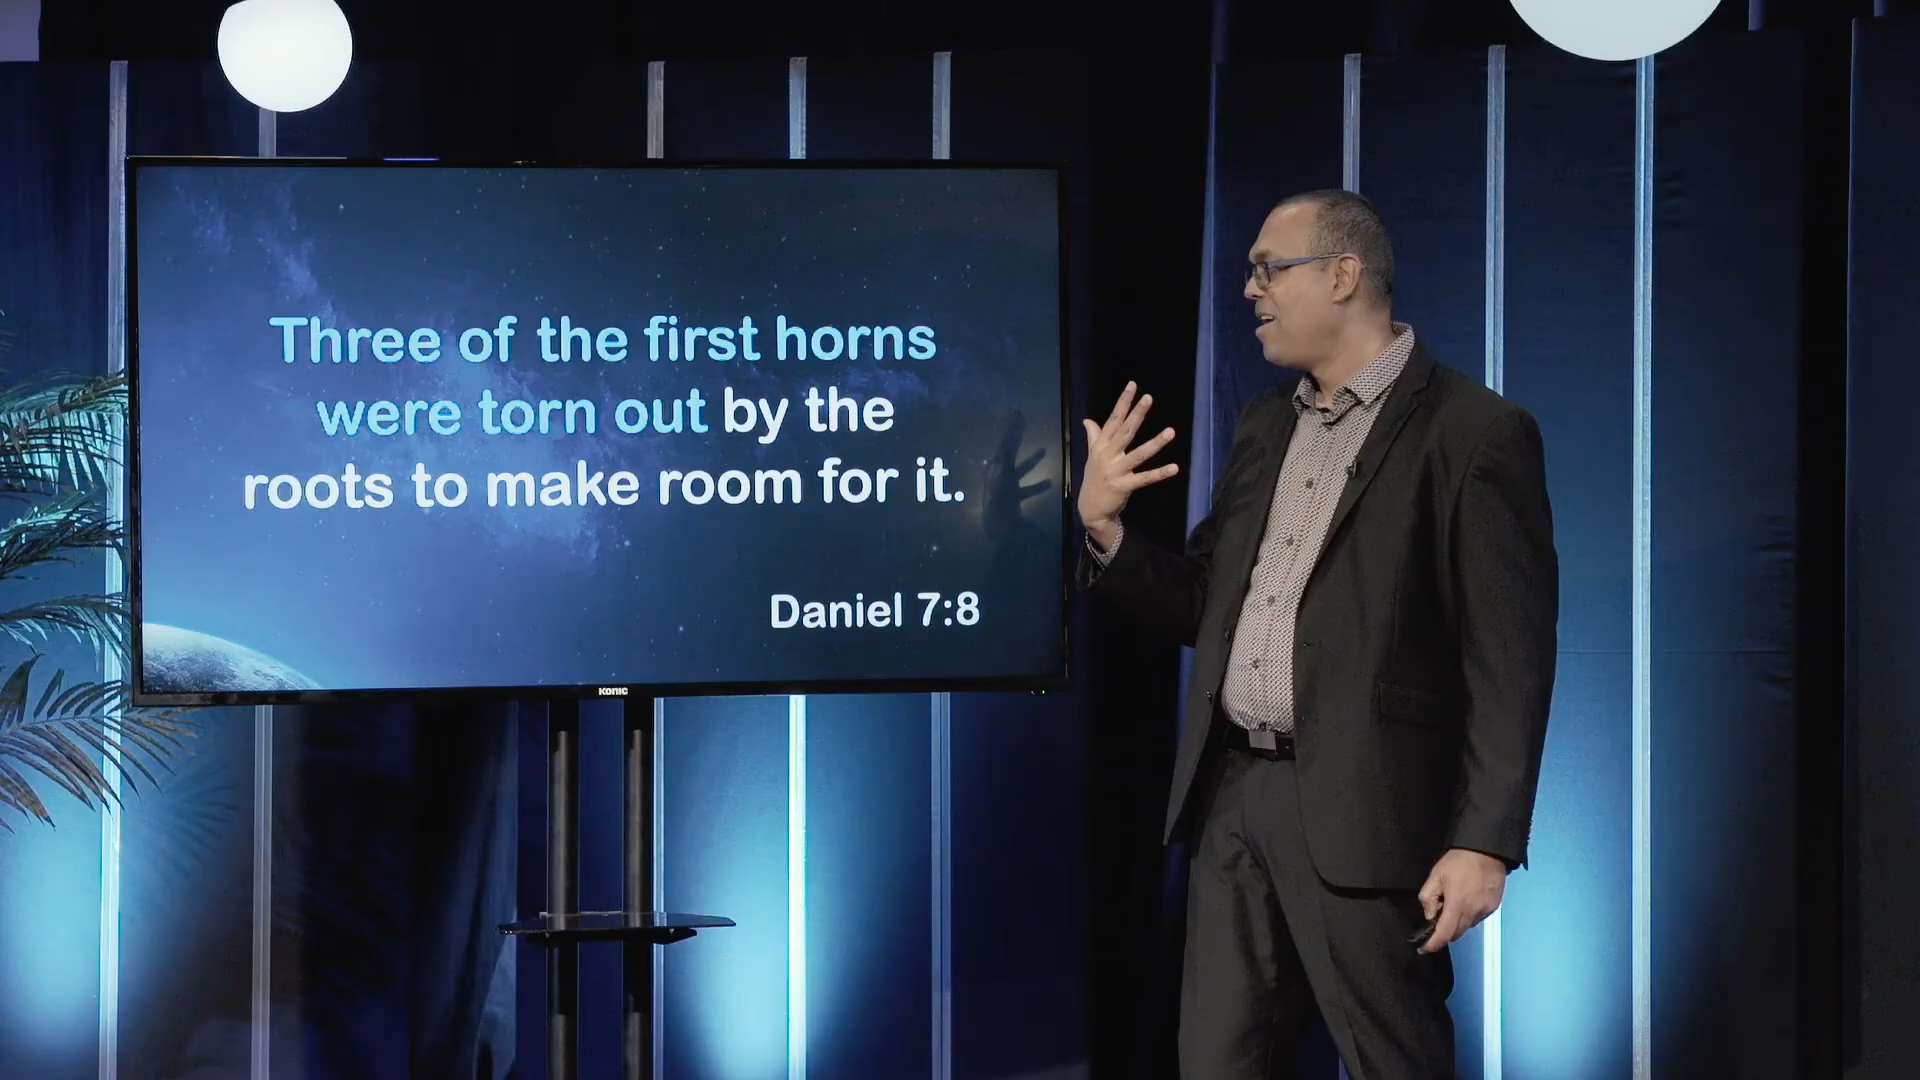 Three of the first horns
were torn out by the
roots to make room for it.
Daniel 7:8
KONIC